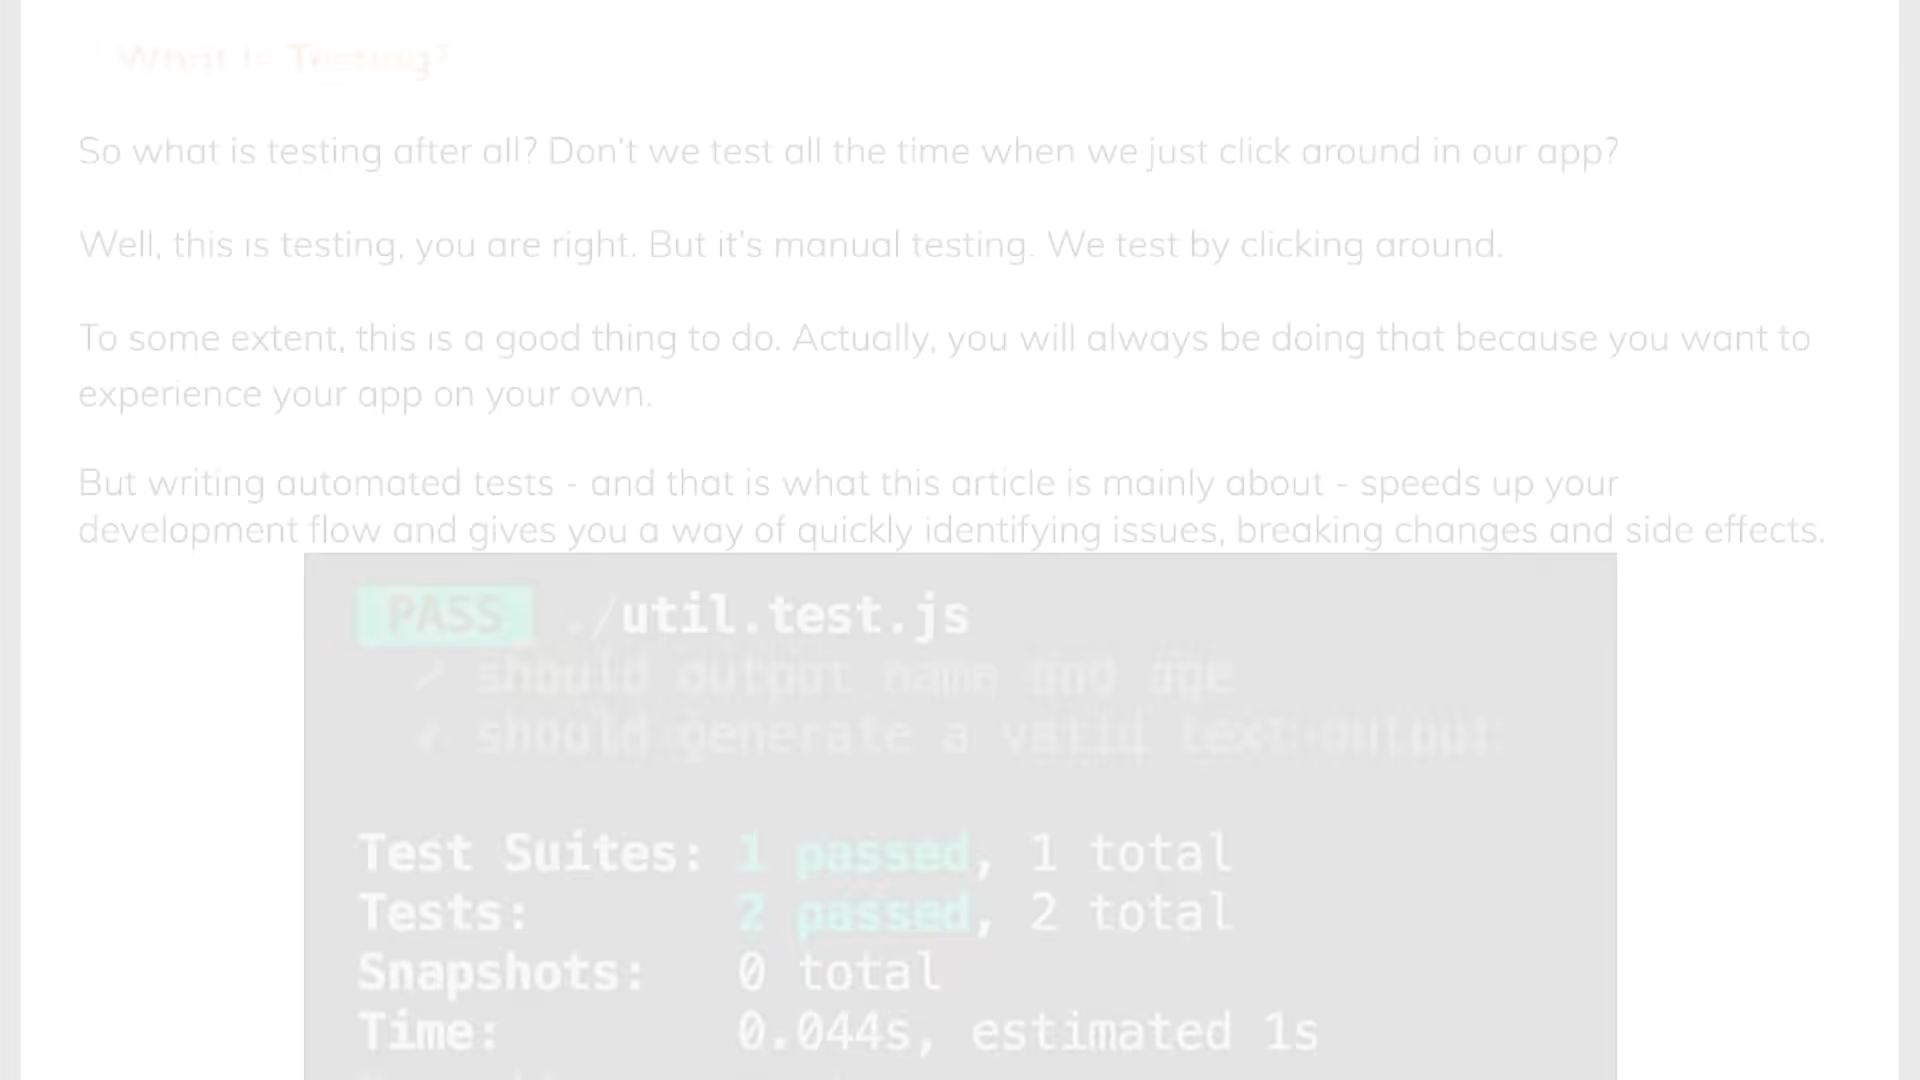 What Is Testing?
So what is testing after all? Don't we test all the time when we just click around in our app?
Well, this is testing, you are right. But it's manual testing. We test by clicking around.
To some extent, this is a good thing to do. Actually, you will always be doing that because you want to
experience your app on your own.
But writing automated tests - and that is what this article is mainly about - speeds up your
development flow and gives you a way of quickly identifying issues, breaking changes and side effects.
PASS ./util.test.js
✓ should output name and age
✓ should generate a valid text output
Test Suites: 1 passed, 1 total
Tests: 2 passed, 2 total
Snapshots: 0 total
Time: 0.044s, estimated 1s